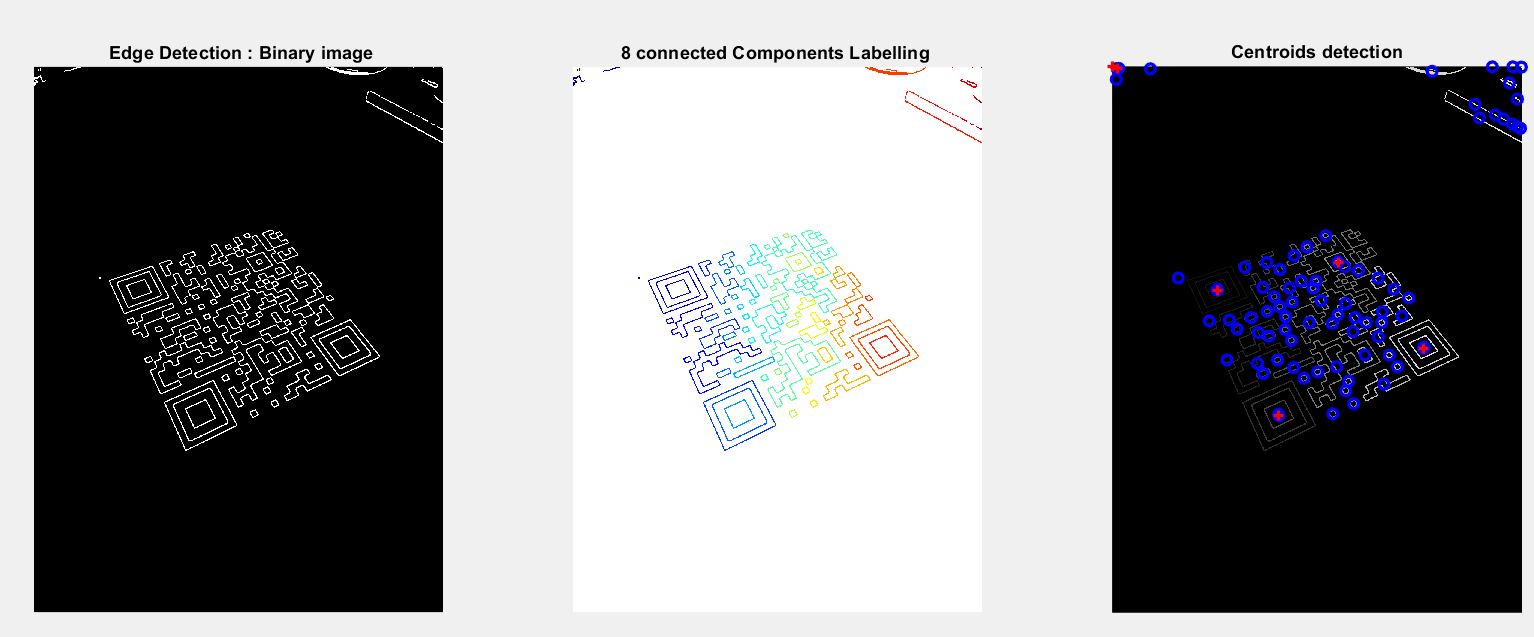 Edge Detection : Binary image
8 connected Components Labelling
Centroids detection